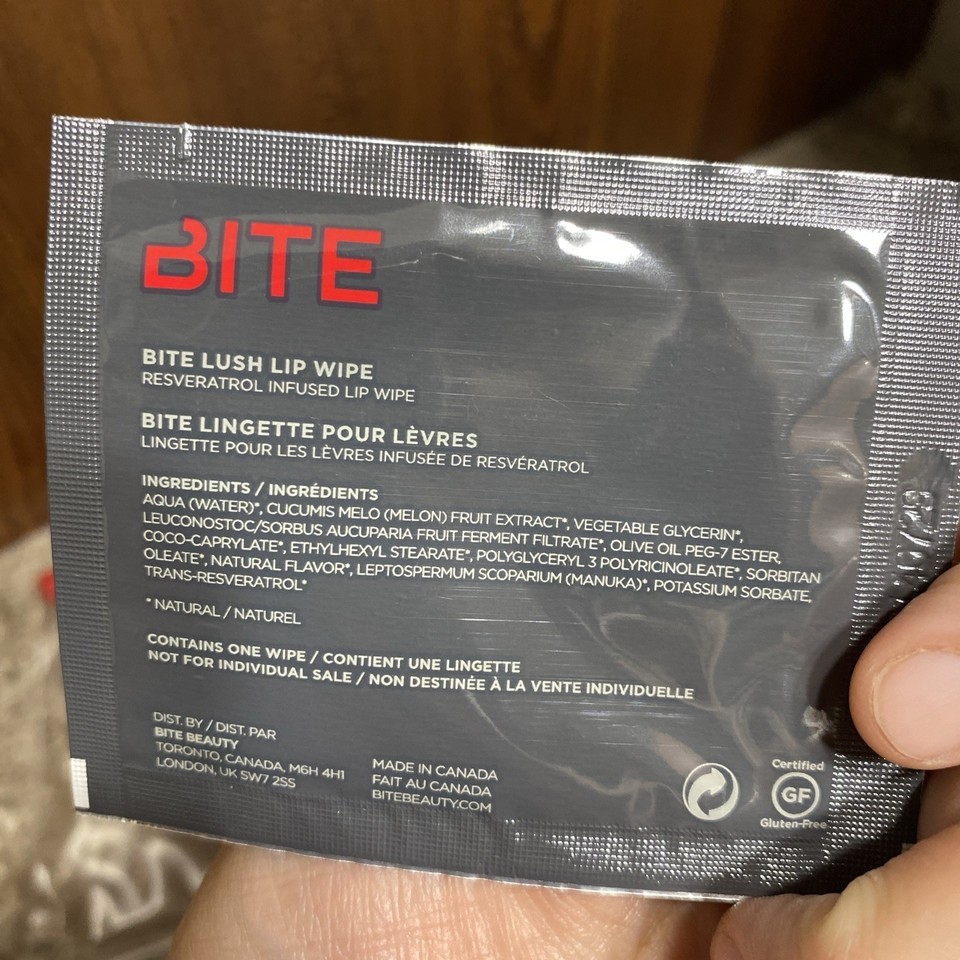 BITE
BITE LUSH LIP WIPE
RESVERATROL INFUSED LIP WIPE
BITE LINGETTE POUR LÈVRES
LINGETTE POUR LES LÈVRES INFUSÉE DE RESVÉRATROL
INGREDIENTS / INGRÉDIENTS
AQUA (WATER)*, CUCUMIS MELO (MELON) FRUIT EXTRACT*, VEGETABLE GLYCERIN*,
LEUCONOSTOC/SORBUS AUCUPARIA FRUIT FERMENT FILTRATE*, OLIVE OIL PEG-7 ESTER,
COCO-CAPRYLATE*, ETHYLHEXYL STEARATE*, POLYGLYCERYL 3 POLYRICINOLEATE*, SORBITAN
OLEATE*, NATURAL FLAVOR*, LEPTOSPERMUM SCOPARIUM (MANUKA)*, POTASSIUM SORBATE,
TRANS-RESVERATROL*
* NATURAL / NATUREL
CONTAINS ONE WIPE / CONTIENT UNE LINGETTE
NOT FOR INDIVIDUAL SALE / NON DESTINÉE À LA VENTE INDIVIDUELLE
DIST. BY / DIST. PAR
BITE BEAUTY
TORONTO, CANADA, M6H 4H1
LONDON, UK SW7 2SS
MADE IN CANADA
FAIT AU CANADA
BITEBEAUTY.COM
Certified
GF
Gluten-Free